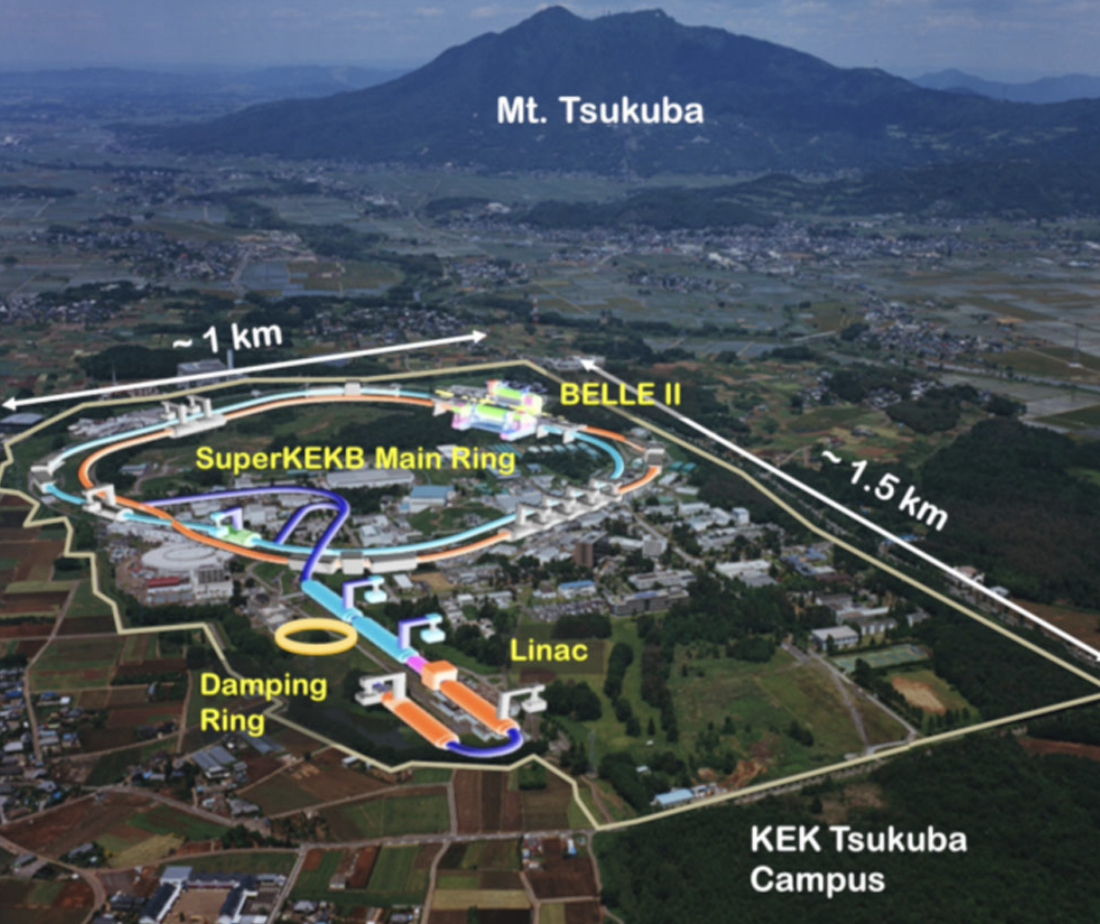 Mt. Tsukuba
~ 1 km
BELLE II
SuperKEKB Main Ring
~ 1.5 km
Linac
Damping
Ring
KEK Tsukuba
Campus